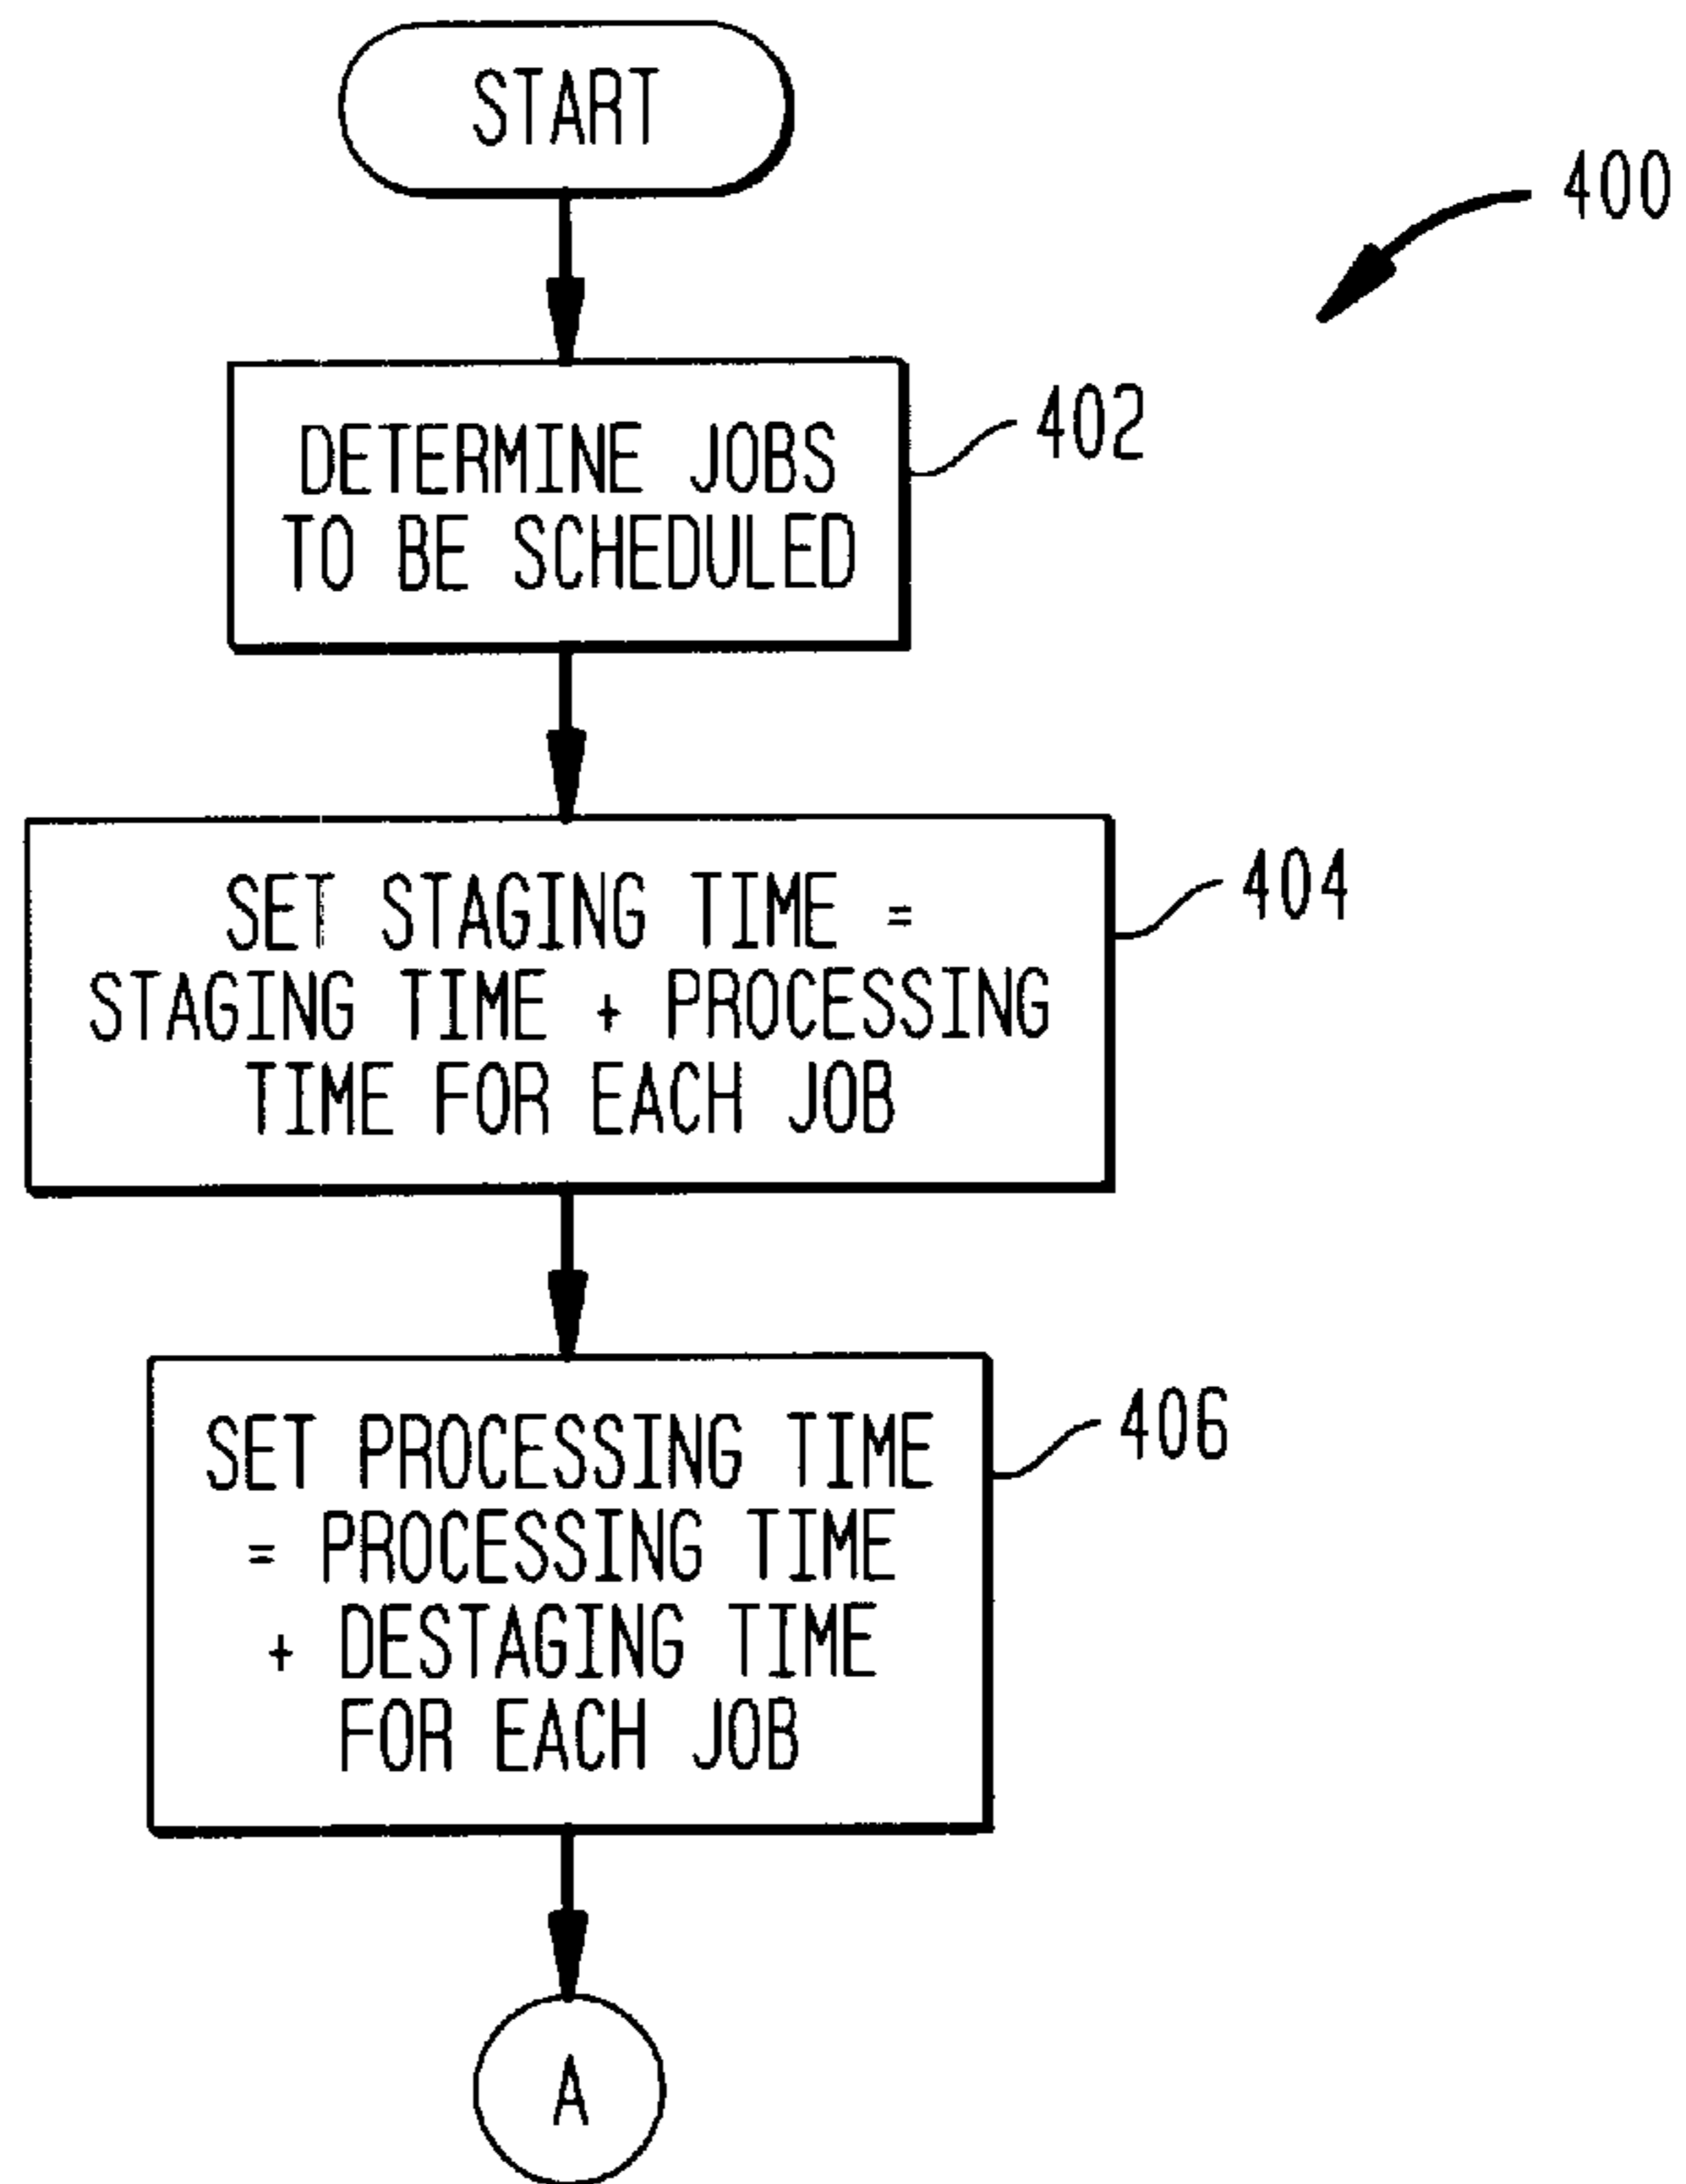 START
400
DETERMINE JOBS
TO BE SCHEDULED
402
SET STAGING TIME =
STAGING TIME + PROCESSING
TIME FOR EACH JOB
404
SET PROCESSING TIME
= PROCESSING TIME
+ DESTAGING TIME
FOR EACH JOB
406
A